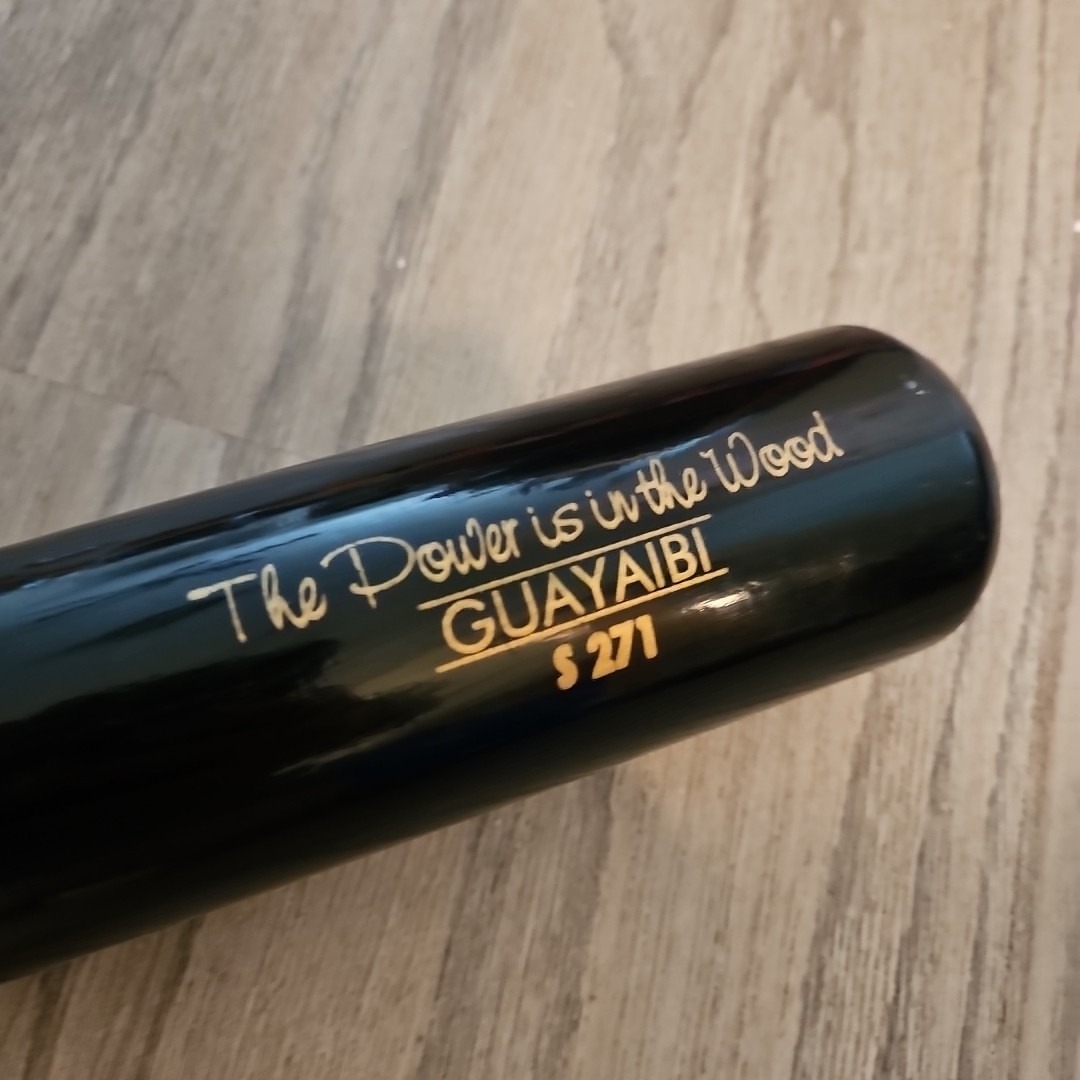 The Power is in the Wood
GUAYAIBI
S 271